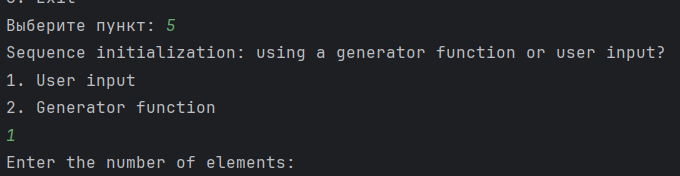 Выберите пункт: 5
Sequence initialization: using a generator function or user input?
1. User input
2. Generator function
1
Enter the number of elements: